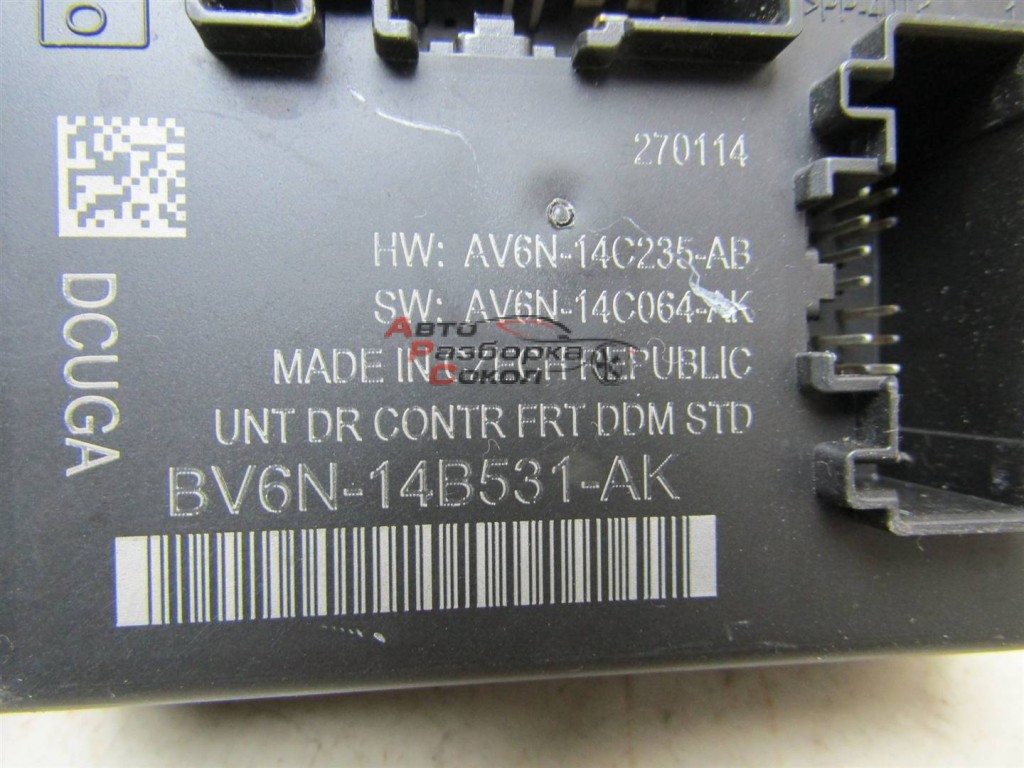 270114
HW: AV6N-14C235-AB
SW: AV6N-14C064-AK
MADE IN CZECH REPUBLIC
UNT DR CONTR FRT DDM STD
BV6N-14B531-AK
DCUGA
АВТО
РАЗБОРКА
СОКОЛ